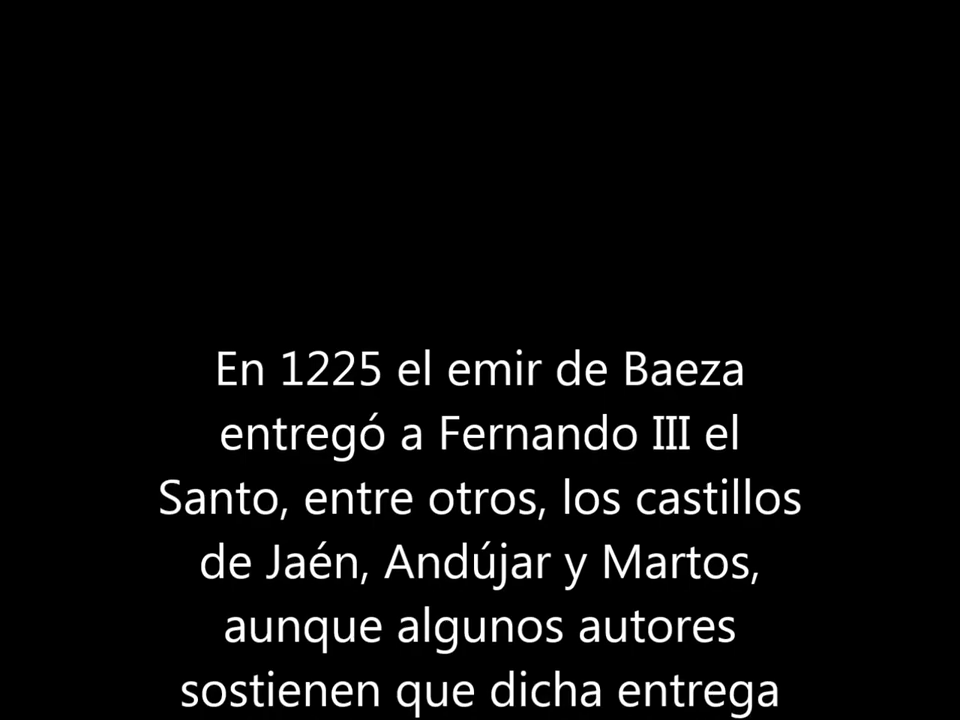 En 1225 el emir de Baeza
entregó a Fernando III el
Santo, entre otros, los castillos
de Jaén, Andújar y Martos,
aunque algunos autores
sostienen que dicha entrega